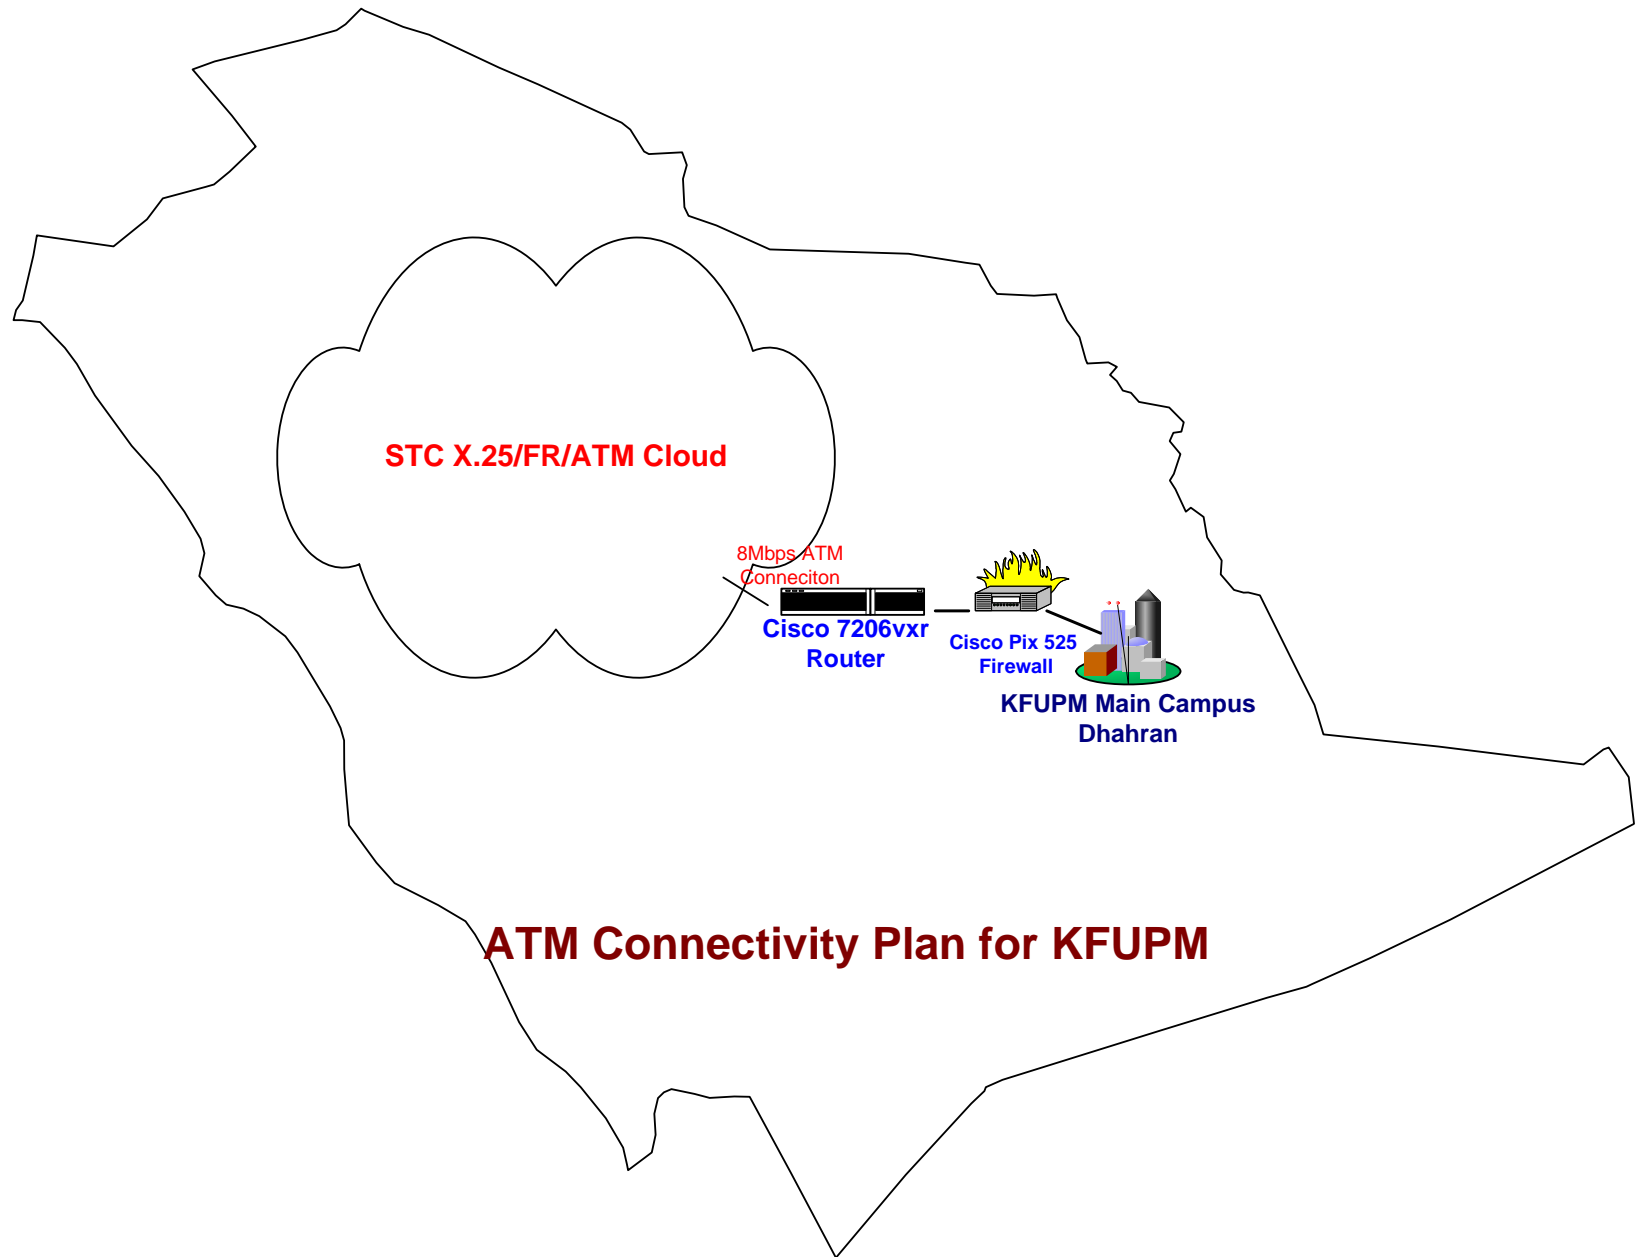 STC X.25/FR/ATM Cloud
8Mbps ATM
Conneciton
Cisco 7206vxr
Router
Cisco Pix 525
Firewall
KFUPM Main Campus
Dhahran
ATM Connectivity Plan for KFUPM